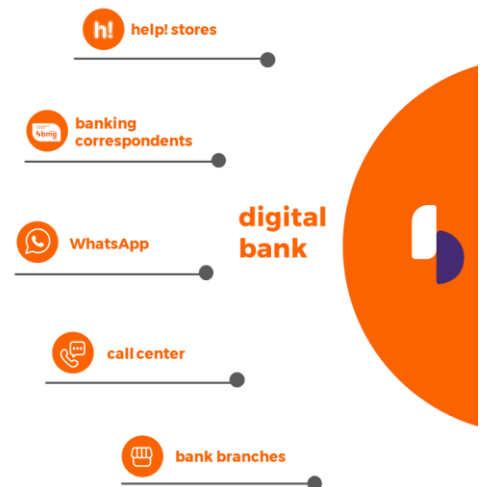 h!
help! stores
banking
correspondents
bmg
WhatsApp
digital
bank
call center
bank branches